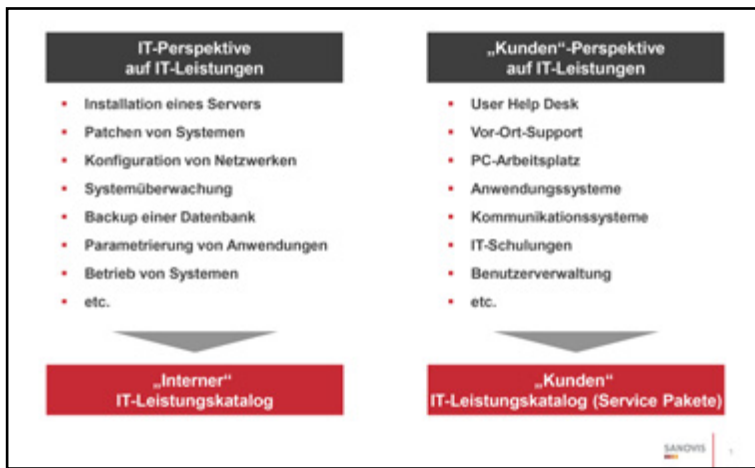 IT-Perspektive
auf IT-Leistungen
Installation eines Servers
Patchen von Systemen
Konfiguration von Netzwerken
Systemüberwachung
Backup einer Datenbank
Parametrierung von Anwendungen
Betrieb von Systemen
etc.
„Interner“
IT-Leistungskatalog
„Kunden“-Perspektive
auf IT-Leistungen
User Help Desk
Vor-Ort-Support
PC-Arbeitsplatz
Anwendungssysteme
Kommunikationssysteme
IT-Schulungen
Benutzerverwaltung
etc.
„Kunden“
IT-Leistungskatalog (Service Pakete)
SANOVIS